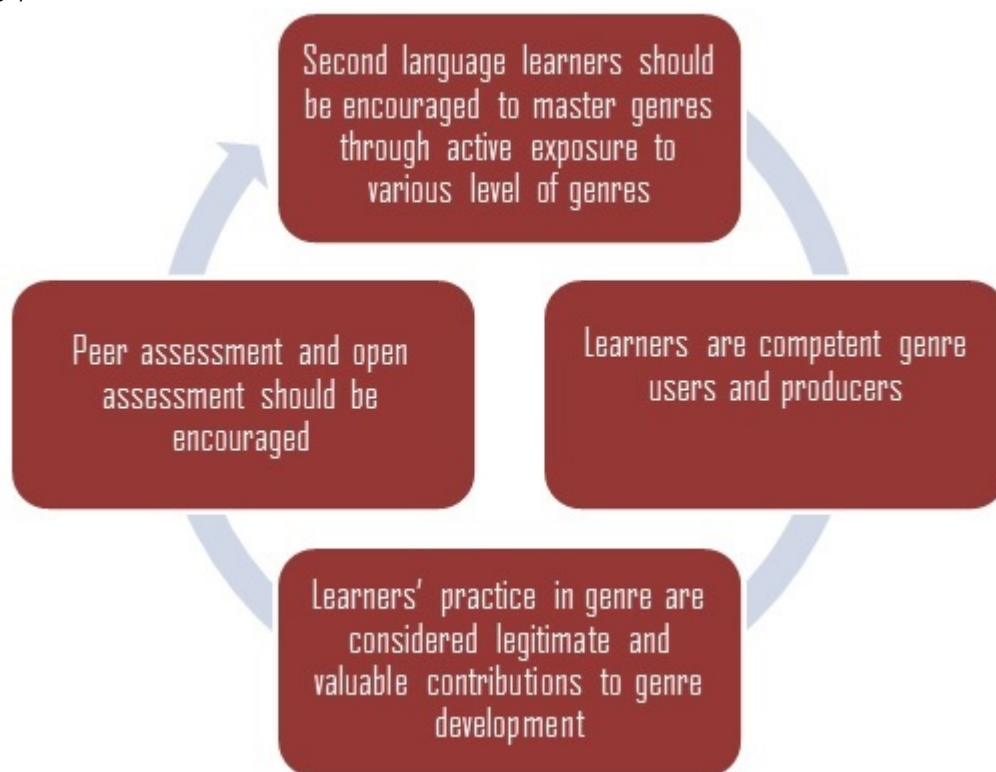 Second language learners should
be encouraged to master genres
through active exposure to
various level of genres
Learners are competent genre
users and producers
Learners' practice in genre are
considered legitimate and
valuable contributions to genre
development
Peer assessment and open
assessment should be
encouraged